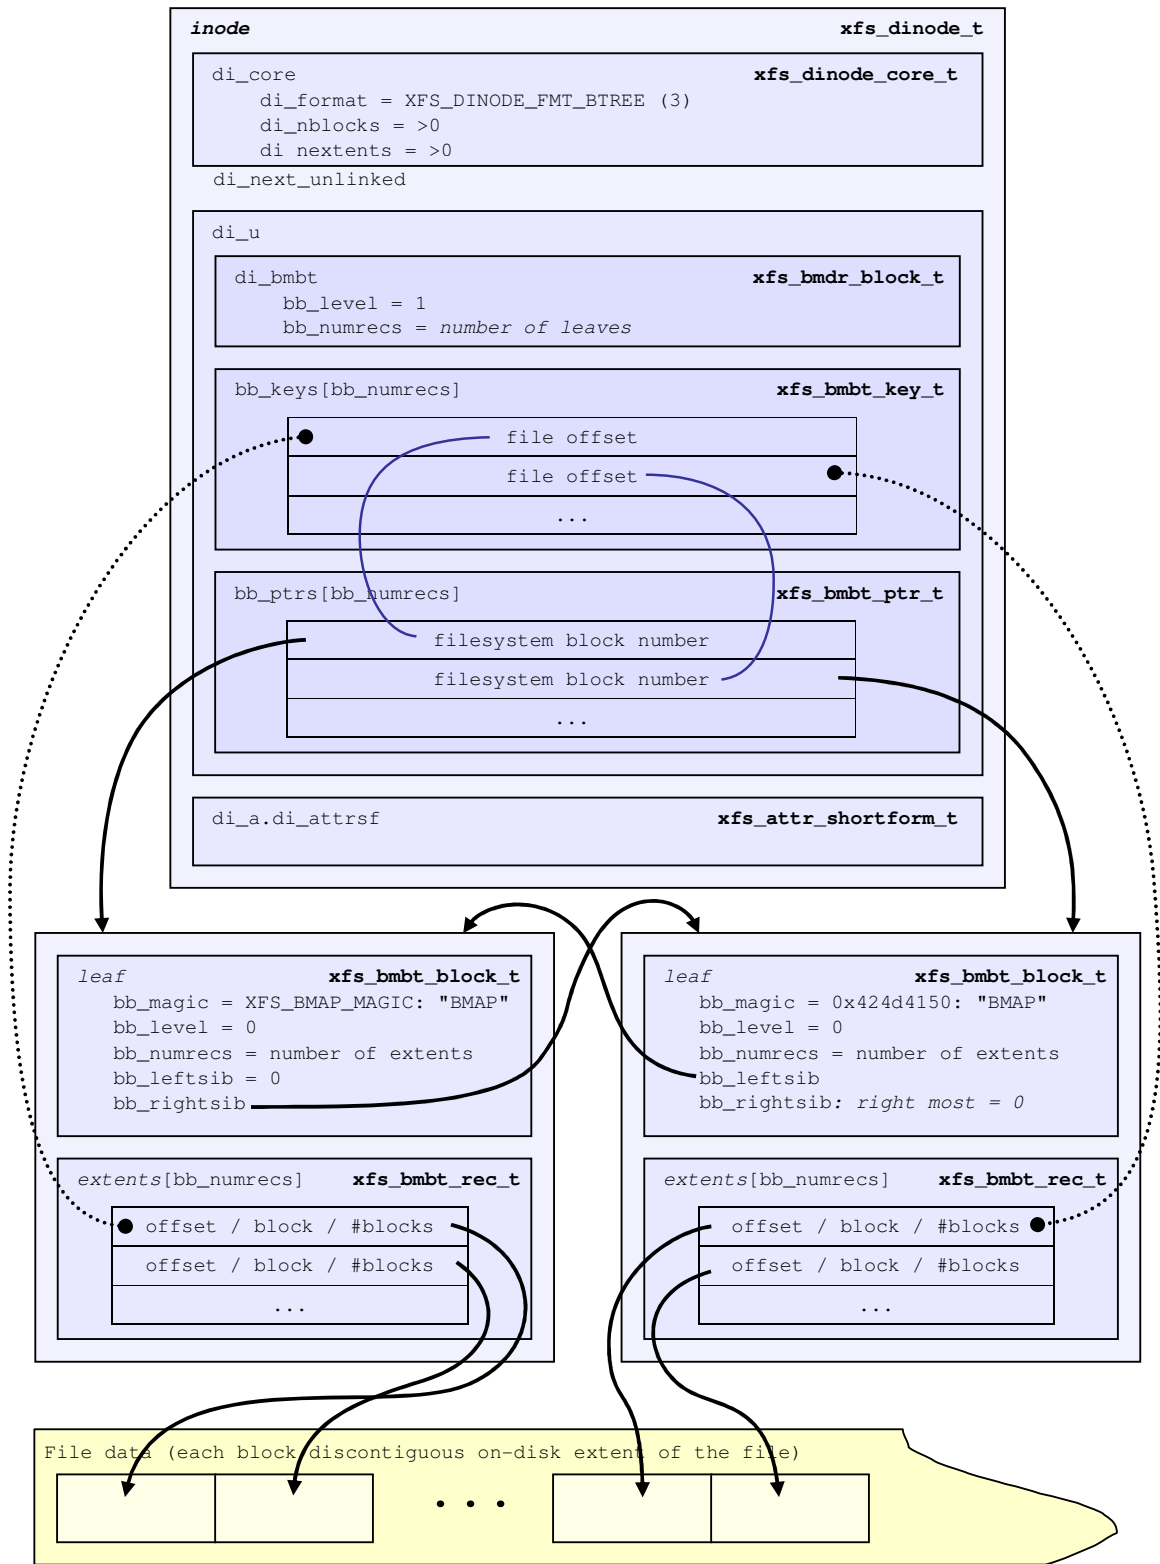 inode xfs_dinode_t
di_core xfs_dinode_core_t
di_format = XFS_DINODE_FMT_BTREE (3)
di_nblocks = >0
di nextents = >0
di_next_unlinked
di_u
di_bmbt xfs_bmdr_block_t
bb_level = 1
bb_numrecs = number of leaves
bb_keys[bb_numrecs] xfs_bmbt_key_t
file offset
file offset
...
bb_ptrs[bb_numrecs] xfs_bmbt_ptr_t
filesystem block number
filesystem block number
...
di_a.di_attrsf xfs_attr_shortform_t
leaf xfs_bmbt_block_t
bb_magic = XFS_BMAP_MAGIC: "BMAP"
bb_level = 0
bb_numrecs = number of extents
bb_leftsib = 0
bb_rightsib
extents[bb_numrecs] xfs_bmbt_rec_t
offset / block / #blocks
offset / block / #blocks
...
leaf xfs_bmbt_block_t
bb_magic = 0x424d4150: "BMAP"
bb_level = 0
bb_numrecs = number of extents
bb_leftsib
bb_rightsib: right most = 0
extents[bb_numrecs] xfs_bmbt_rec_t
offset / block / #blocks
offset / block / #blocks
...
File data (each block discontiguous on-disk extent of the file)
• • •